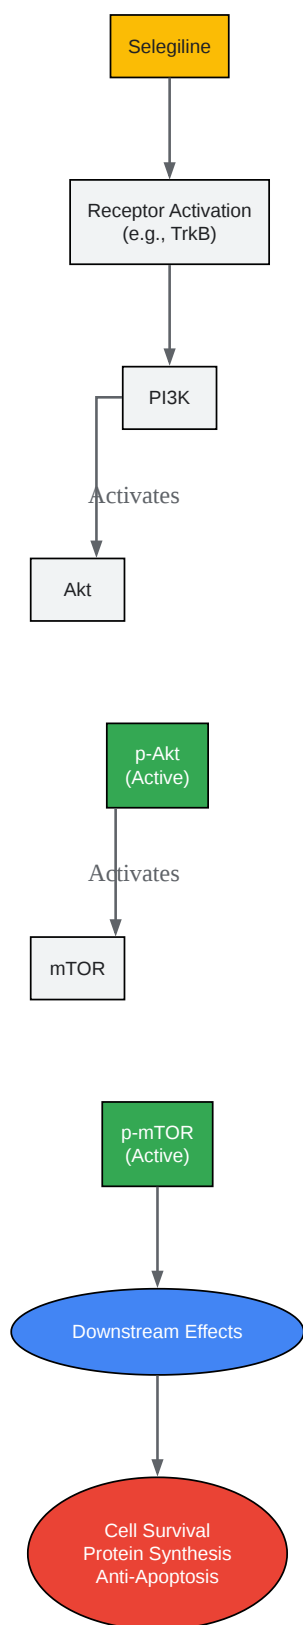 Selegiline
Receptor Activation
(e.g., TrkB)
PI3K
Activates
Akt
p-Akt
(Active)
Activates
mTOR
p-mTOR
(Active)
Downstream Effects
Cell Survival
Protein Synthesis
Anti-Apoptosis